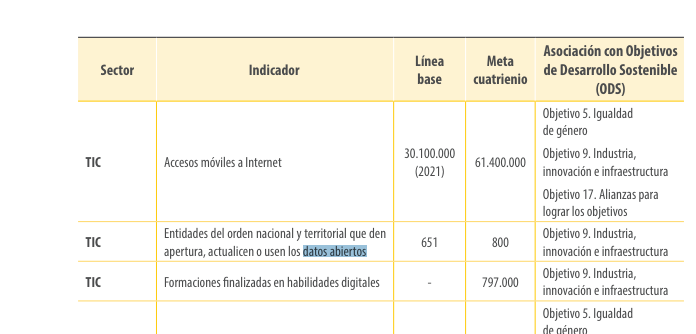 Sector
Indicador
Línea
base
Meta
cuatrienio
Asociación con Objetivos
de Desarrollo Sostenible
(ODS)
TIC
Accesos móviles a Internet
30.100.000
(2021)
61.400.000
Objetivo 5. Igualdad
de género
Objetivo 9. Industria,
innovación e infraestructura
Objetivo 17. Alianzas para
lograr los objetivos
TIC
Entidades del orden nacional y territorial que den
apertura, actualicen o usen los datos abiertos
651
800
Objetivo 9. Industria,
innovación e infraestructura
TIC
Formaciones finalizadas en habilidades digitales
-
797.000
Objetivo 9. Industria,
innovación e infraestructura
Objetivo 5. Igualdad
de género